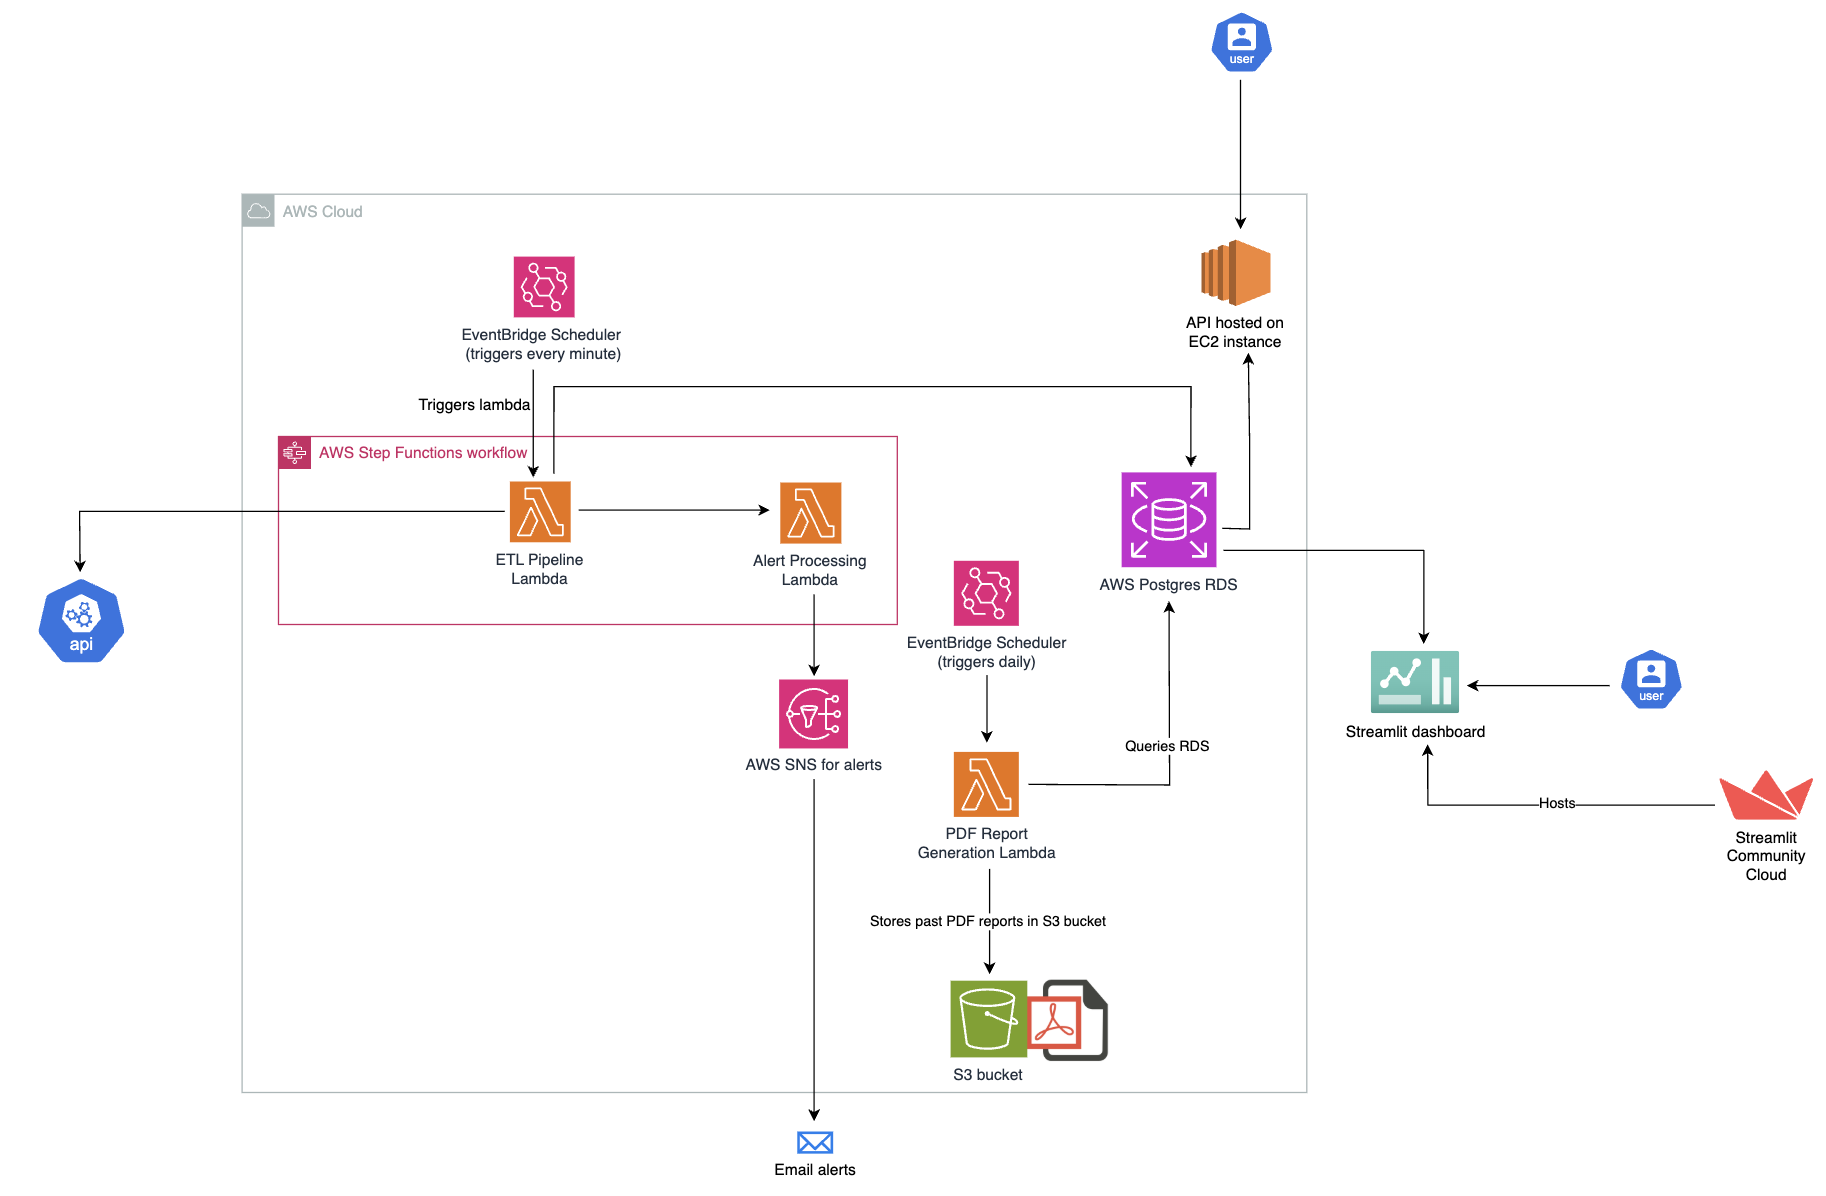 user
AWS Cloud
EventBridge Scheduler
(triggers every minute)
API hosted on
EC2 instance
Triggers lambda
AWS Step Functions workflow
ETL Pipeline
Lambda
Alert Processing
Lambda
api
AWS Postgres RDS
EventBridge Scheduler
(triggers daily)
user
Streamlit dashboard
Queries RDS
AWS SNS for alerts
Hosts
PDF Report
Generation Lambda
Streamlit
Community
Cloud
Stores past PDF reports in S3 bucket
S3 bucket
Email alerts